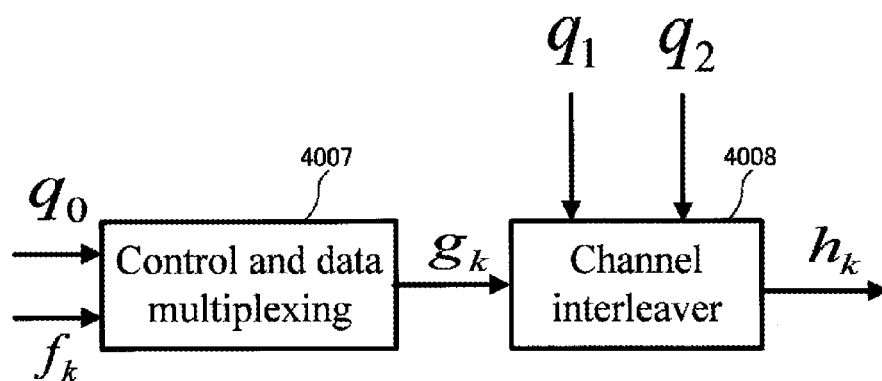 q1 q2
4007 4008
q0
Control and data
multiplexing
gk
Channel
interleaver
hk
fk